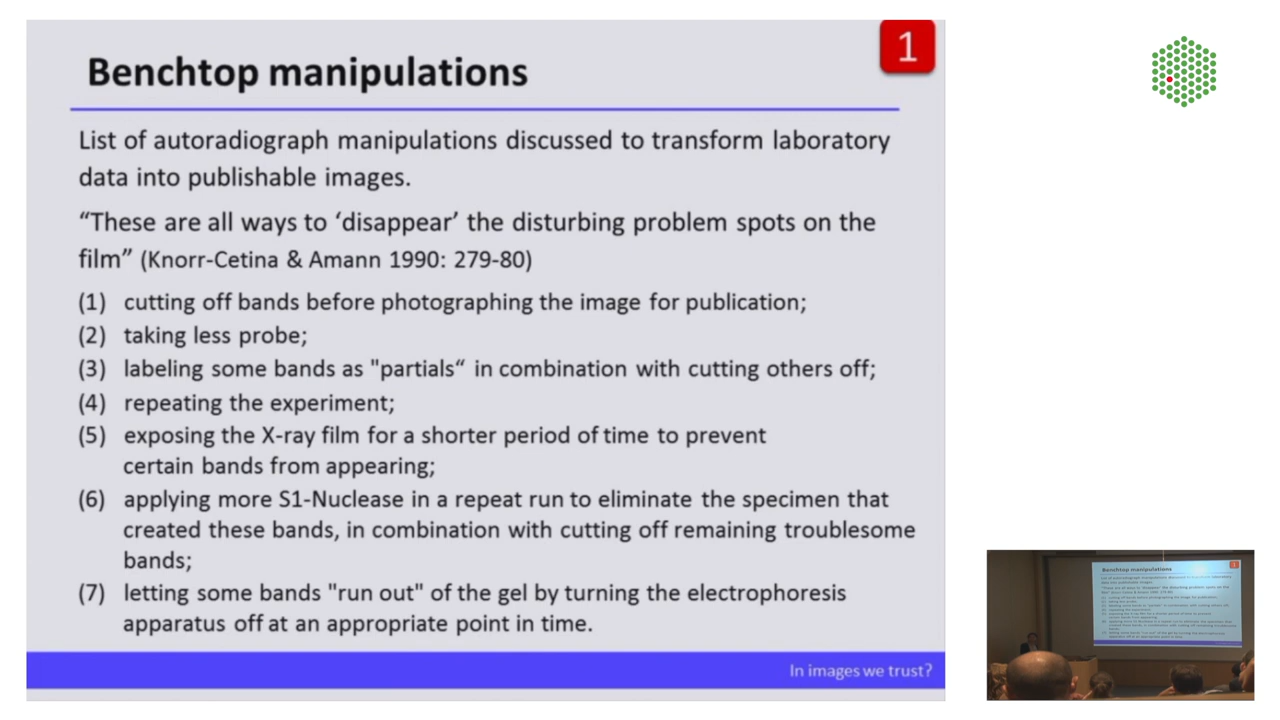 1
Benchtop manipulations
List of autoradiograph manipulations discussed to transform laboratory
data into publishable images.
“These are all ways to ‘disappear’ the disturbing problem spots on the
film” (Knorr-Cetina & Amann 1990: 279-80)
(1) cutting off bands before photographing the image for publication;
(2) taking less probe;
(3) labeling some bands as "partials“ in combination with cutting others off;
(4) repeating the experiment;
(5) exposing the X-ray film for a shorter period of time to prevent
certain bands from appearing;
(6) applying more S1-Nuclease in a repeat run to eliminate the specimen that
created these bands, in combination with cutting off remaining troublesome
bands;
(7) letting some bands "run out" of the gel by turning the electrophoresis
apparatus off at an appropriate point in time.
In images we trust?
Benchtop manipulations